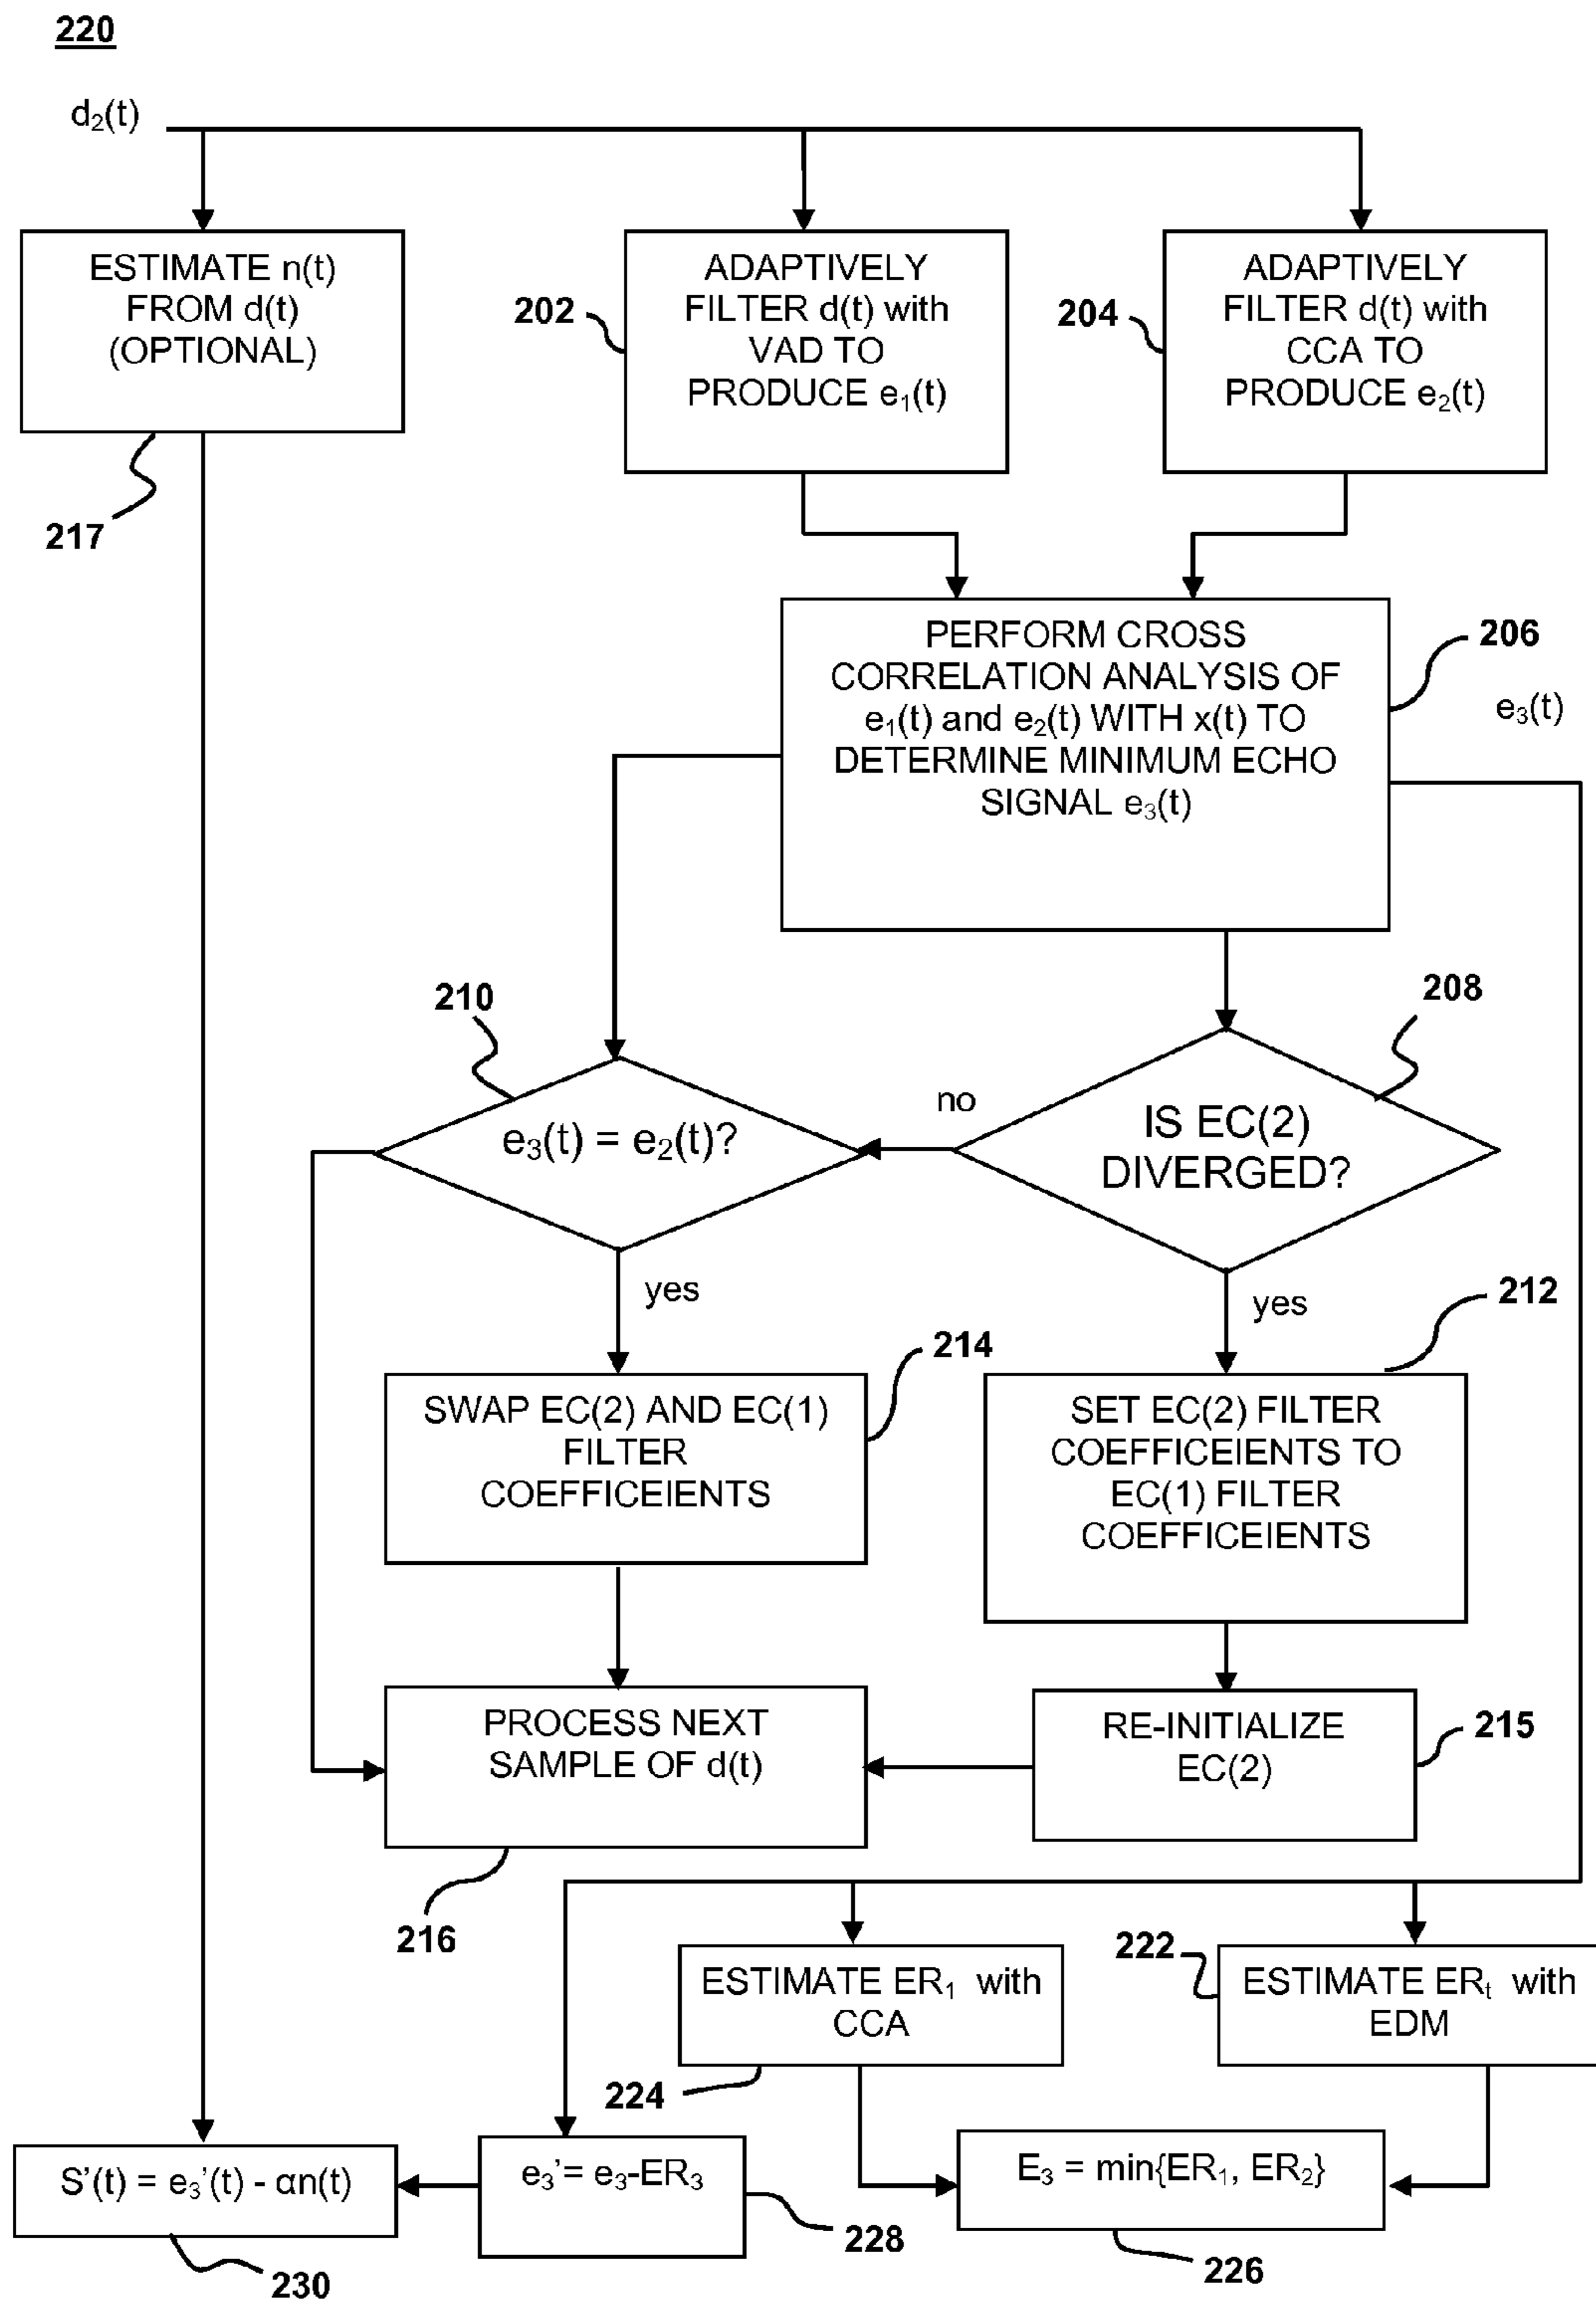 220
d₂(t)
ESTIMATE n(t)
FROM d(t)
(OPTIONAL)
217
202
ADAPTIVELY
FILTER d(t) with
VAD TO
PRODUCE e₁(t)
204
ADAPTIVELY
FILTER d(t) with
CCA TO
PRODUCE e₂(t)
PERFORM CROSS
CORRELATION ANALYSIS OF
e₁(t) and e₂(t) WITH x(t) TO
DETERMINE MINIMUM ECHO
SIGNAL e₃(t)
206
e₃(t)
210
e₃(t) = e₂(t)?
no
208
IS EC(2)
DIVERGED?
yes
yes
214
SWAP EC(2) AND EC(1)
FILTER
COEFFICEIENTS
212
SET EC(2) FILTER
COEFFICEIENTS TO
EC(1) FILTER
COEFFICEIENTS
PROCESS NEXT
SAMPLE OF d(t)
216
RE-INITIALIZE
EC(2)
215
ESTIMATE ER₁ with
CCA
224
222
ESTIMATE ERₜ with
EDM
S’(t) = e₃’(t) - αn(t)
230
e₃’= e₃-ER₃
228
E₃ = min{ER₁, ER₂}
226